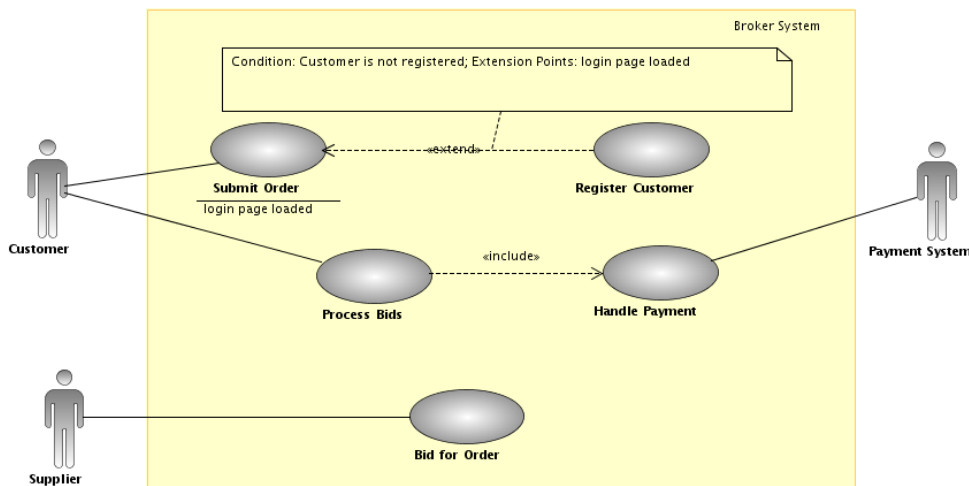 Broker System
Condition: Customer is not registered; Extension Points: login page loaded
«extend»
Submit Order
login page loaded
Register Customer
Customer
Payment System
«include»
Process Bids
Handle Payment
Bid for Order
Supplier